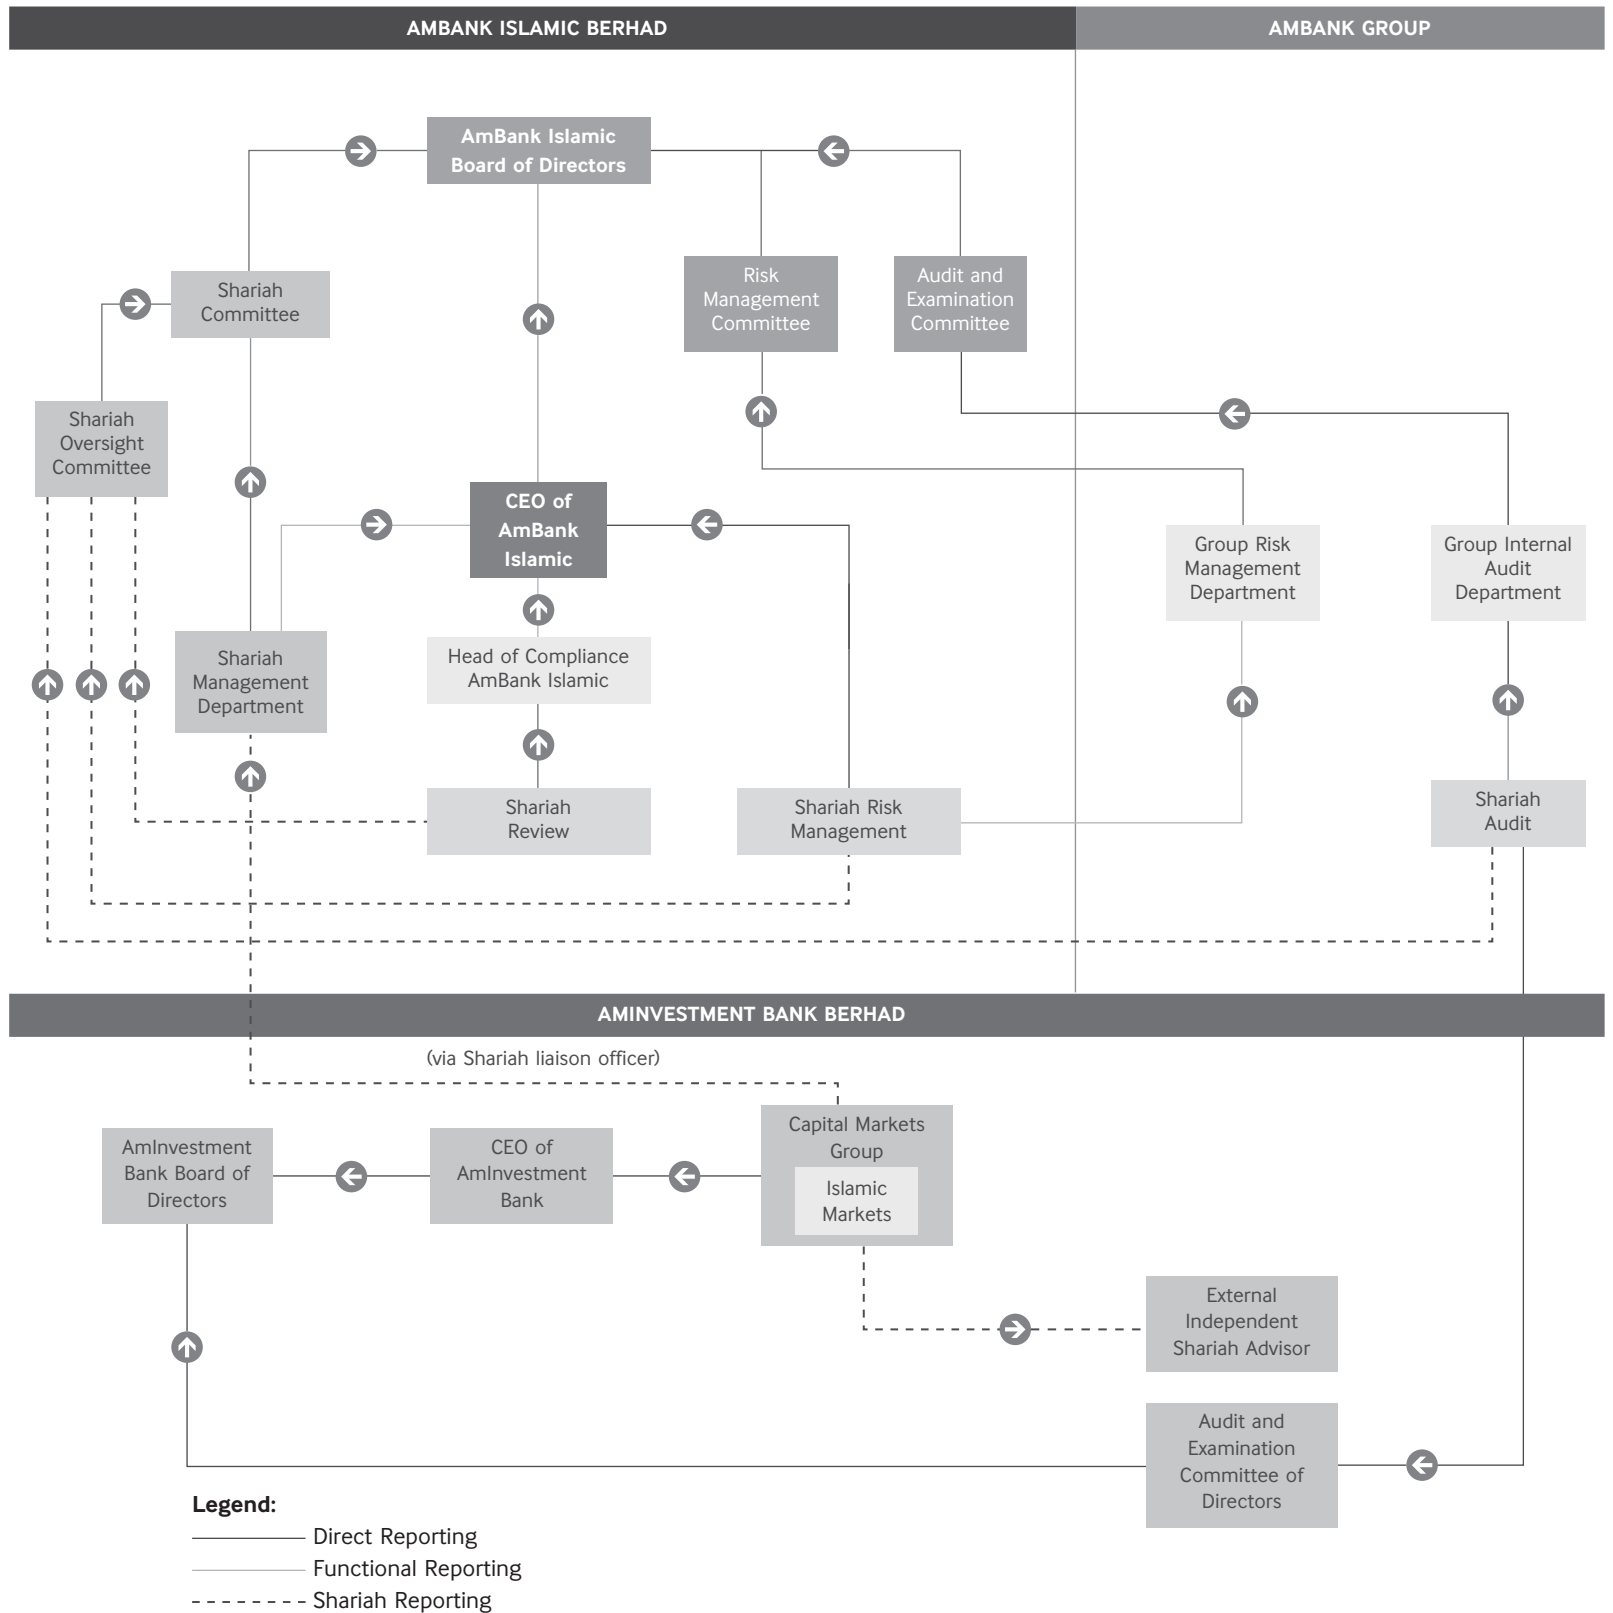 AMBANK ISLAMIC BERHAD
AMBANK GROUP
AmBank Islamic
Board of Directors
Shariah
Committee
Risk
Management
Committee
Audit and
Examination
Committee
Shariah
Oversight
Committee
CEO of
AmBank
Islamic
Group Risk
Management
Department
Group Internal
Audit
Department
Shariah
Management
Department
Head of Compliance
AmBank Islamic
Shariah
Review
Shariah Risk
Management
Shariah
Audit
AMINVESTMENT BANK BERHAD
(via Shariah liaison officer)
AmInvestment
Bank Board of
Directors
CEO of
AmInvestment
Bank
Capital Markets
Group
Islamic
Markets
External
Independent
Shariah Advisor
Audit and
Examination
Committee of
Directors
Legend:
Direct Reporting
Functional Reporting
Shariah Reporting